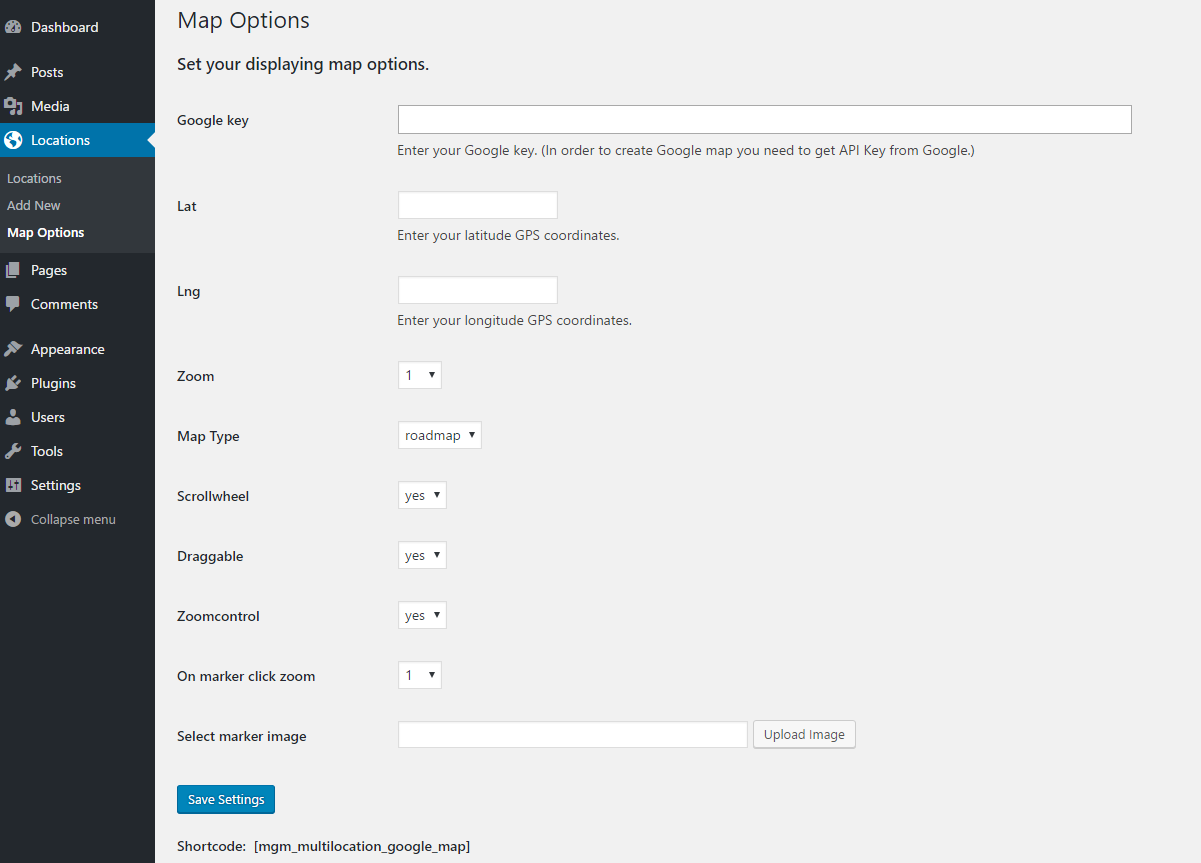 Dashboard
Posts
Media
Locations
Locations
Add New
Map Options
Pages
Comments
Appearance
Plugins
Users
Tools
Settings
Collapse menu
Map Options
Set your displaying map options.
Google key
Enter your Google key. (In order to create Google map you need to get API Key from Google.)
Lat
Enter your latitude GPS coordinates.
Lng
Enter your longitude GPS coordinates.
Zoom 1
Map Type roadmap
Scrollwheel yes
Draggable yes
Zoomcontrol yes
On marker click zoom 1
Select marker image Upload Image
Save Settings
Shortcode: [mgm_multilocation_google_map]